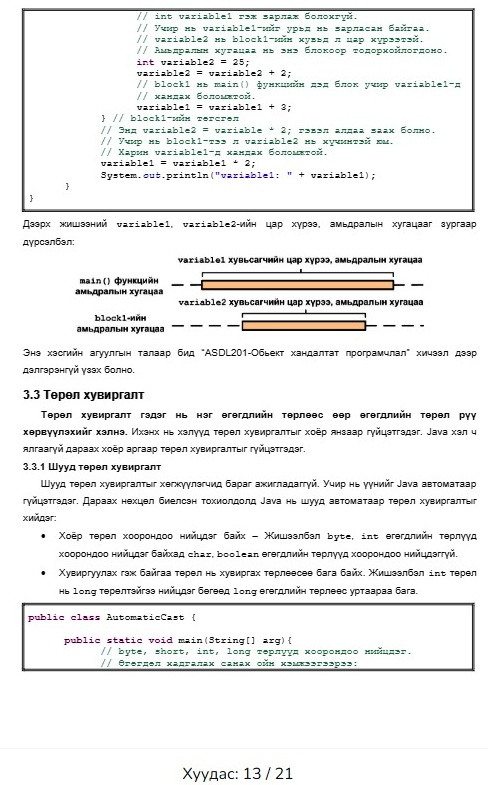 // int variable1 гэж зарлаж болохгүй.
// Учир нь variable1-ийг урьд нь зарласан байгаа.
// variable2 нь block1-ийн хувьд л цар хүрээтэй.
// Амьдралын хугацаа нь энэ блокоор тодорхойлогдоно.
int variable2 = 25;
variable2 = variable2 + 2;
// block1 нь main() функцийн дэд блок учир variable1-д
// хандах боломжтой.
variable1 = variable1 + 3;
} // block1-ийн төгсгөл
// Энд variable2 = variable * 2; гэвэл алдаа заах болно.
// Учир нь block1-тээ л variable2 нь хүчинтэй юм.
// Харин variable1-д хандах боломжтой.
variable1 = variable1 * 2;
System.out.println("variable1: " + variable1);
}
}
Дээрх жишээний variable1, variable2-ийн цар хүрээ, амьдралын хугацааг зургаар
дүрсэлбэл:
variable1 хувьсагчийн цар хүрээ, амьдралын хугацаа
main() функцийн
амьдралын хугацаа
variable2 хувьсагчийн цар хүрээ, амьдралын хугацаа
block1-ийн
амьдралын хугацаа
Энэ хэсгийн агуулгын талаар бид "ASDL201-Обьект хандалтат програмчлал" хичээл дээр
дэлгэрэнгүй үзэх болно.
3.3 Төрөл хувиргалт
Төрөл хувиргалт гэдэг нь нэг өгөгдлийн төрлөөс өөр өгөгдлийн төрөл рүү
хөрвүүлэхийг хэлнэ. Ихэнх нь хэлүүд төрөл хувиргалтыг хоёр янзаар гүйцэтгэдэг. Java хэл ч
ялгаагүй дараах хоёр аргаар төрөл хувиргалтыг гүйцэтгэдэг.
3.3.1 Шууд төрөл хувиргалт
Шууд төрөл хувиргалтыг хөгжүүлэгчид бараг ажигладаггүй. Учир нь үүнийг Java автоматаар
гүйцэтгэдэг. Дараах нөхцөл биелсэн тохиолдолд Java нь шууд автоматаар төрөл хувиргалтыг
хийдэг:
• Хоёр төрөл хоорондоо нийцдэг байх – Жишээлбэл byte, int өгөгдлийн төрлүүд
хоорондоо нийцдэг байхад char, boolean өгөгдлийн төрлүүд хоорондоо нийцдэггүй.
• Хувиргуулах гэж байгаа төрөл нь хувиргах төрлөөсөө бага байх. Жишээлбэл int төрөл
нь long төрөлтэйгээ нийцдэг бөгөөд long өгөгдлийн төрлөөс уртаараа бага.
public class AutomaticCast {
public static void main(String[] arg){
// byte, short, int, long төрлүүд хоорондоо нийцдэг.
// Өгөгдөл хадгалах санах ойн хэмжээгээрээ:
Хуудас: 13 / 21